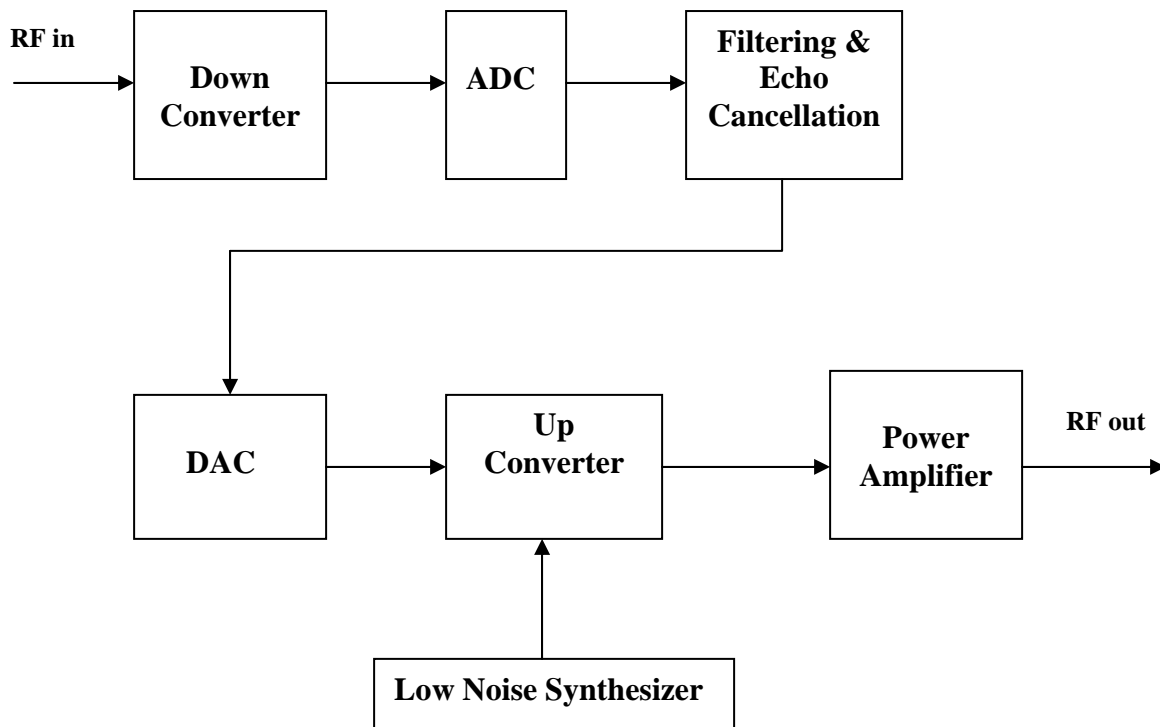 RF in
Down
Converter
ADC
Filtering &
Echo
Cancellation
DAC
Up
Converter
Power
Amplifier
RF out
Low Noise Synthesizer